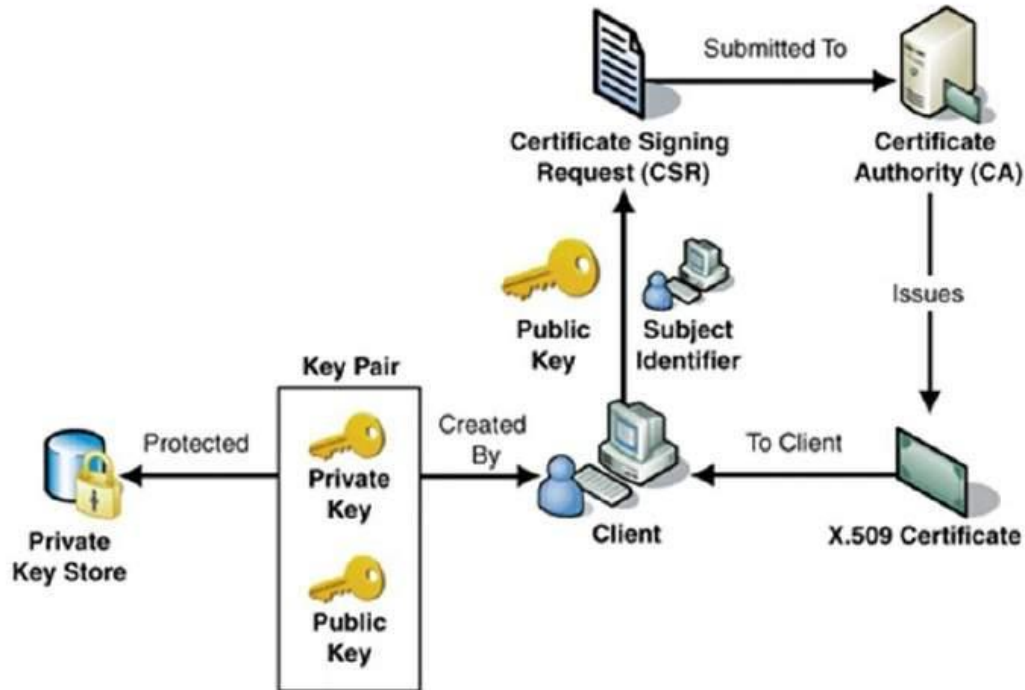 Submitted To
Certificate Signing
Request (CSR)
Certificate
Authority (CA)
Issues
Public
Key
Subject
Identifier
Key Pair
Protected
Private
Key
Created
By
To Client
Private
Key Store
Client
X.509 Certificate
Public
Key